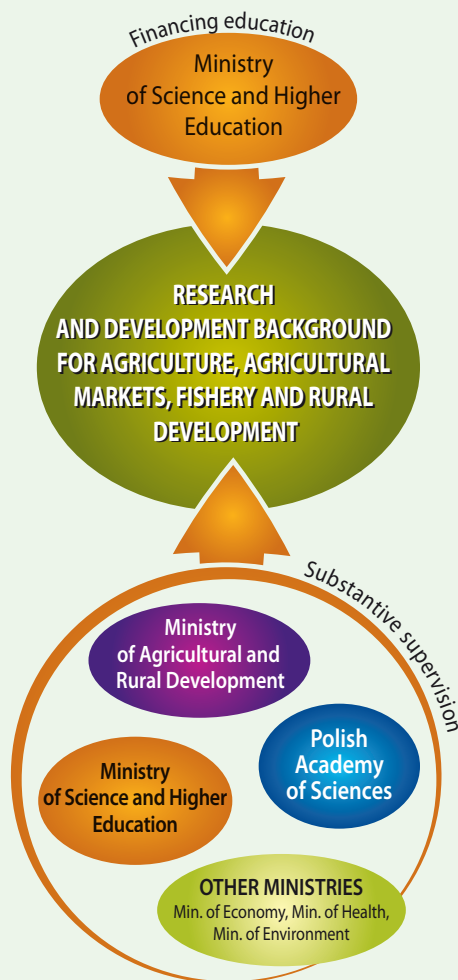 Financing education
Ministry
of Science and Higher
Education
RESEARCH
AND DEVELOPMENT BACKGROUND
FOR AGRICULTURE, AGRICULTURAL
MARKETS, FISHERY AND RURAL
DEVELOPMENT
Substantive supervision
Ministry
of Agricultural and
Rural Development
Polish
Academy
of Sciences
Ministry
of Science and Higher
Education
OTHER MINISTRIES
Min. of Economy, Min. of Health,
Min. of Environment